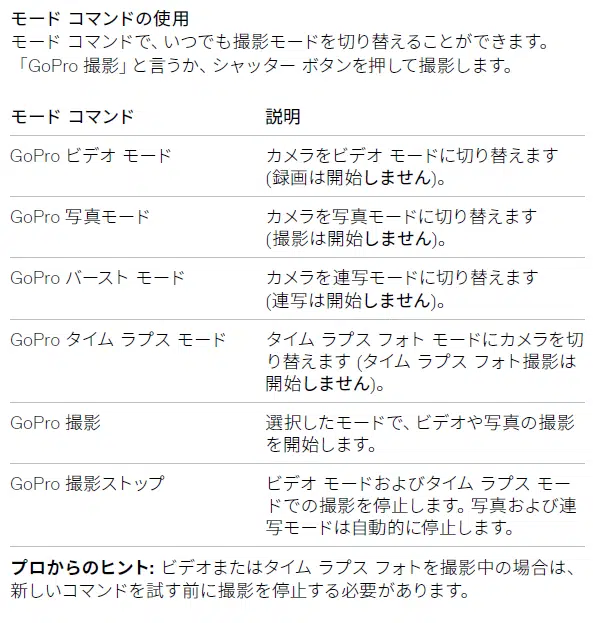 モード コマンドの使用
モード コマンドで、いつでも撮影モードを切り替えることができます。
「GoPro 撮影」と言うか、シャッター ボタンを押して撮影します。
モード コマンド 説明
GoPro ビデオ モード カメラをビデオ モードに切り替えます
(録画は開始しません)。
GoPro 写真モード カメラを写真モードに切り替えます
(撮影は開始しません)。
GoPro バースト モード カメラを連写モードに切り替えます
(連写は開始しません)。
GoPro タイム ラプス モード タイム ラプス フォト モードにカメラを切
り替えます (タイム ラプス フォト撮影は
開始しません)。
GoPro 撮影 選択したモードで、ビデオや写真の撮影
を開始します。
GoPro 撮影ストップ ビデオ モードおよびタイム ラプス モー
ドでの撮影を停止します。写真および連
写モードは自動的に停止します。
プロからのヒント: ビデオまたはタイム ラプス フォトを撮影中の場合は、
新しいコマンドを試す前に撮影を停止する必要があります。